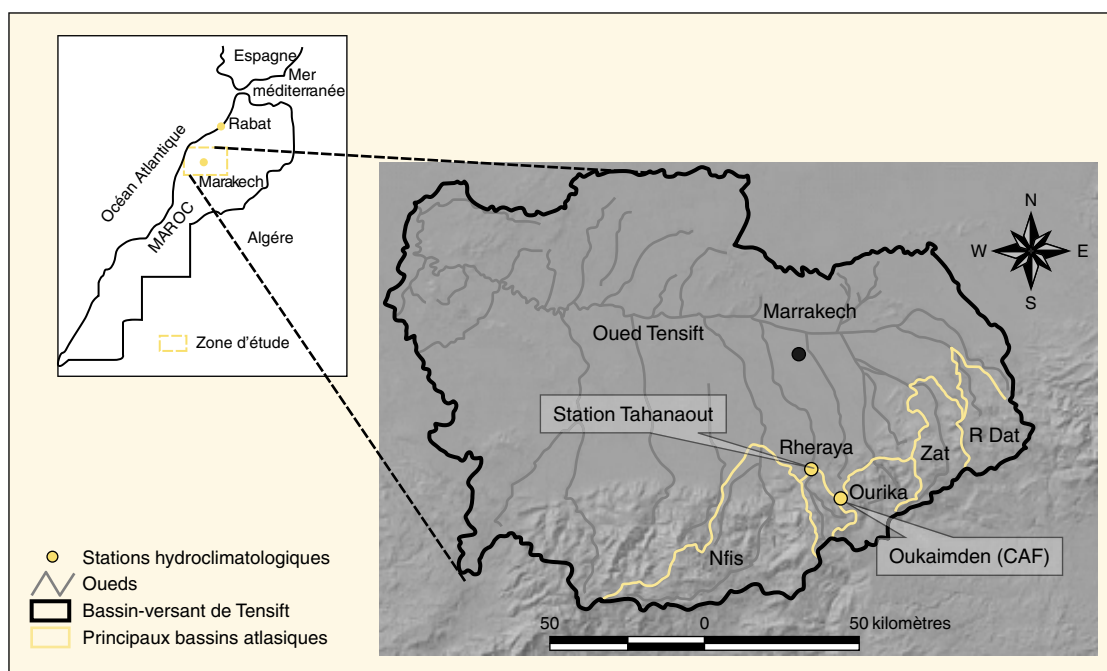 Espagne
Mer
méditerranée
Rabat
Océan Atlantique
Marakech
MAROC
Algére
Zone d'étude
N
W
E
S
Marrakech
Oued Tensift
Station Tahanaout
Rheraya
R Dat
Zat
Ourika
Nfis
Oukaimden (CAF)
Stations hydroclimatologiques
Oueds
Bassin-versant de Tensift
Principaux bassins atlasiques
50
0
50 kilomètres